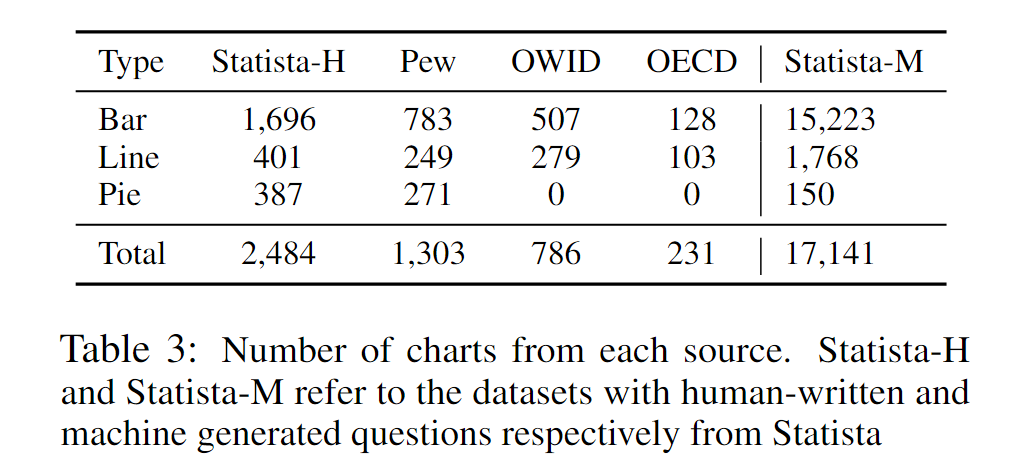 Type Statista-H Pew OWID OECD Statista-M
Bar 1,696 783 507 128 15,223
Line 401 249 279 103 1,768
Pie 387 271 0 0 150
Total 2,484 1,303 786 231 17,141
Table 3: Number of charts from each source. Statista-H
and Statista-M refer to the datasets with human-written and
machine generated questions respectively from Statista